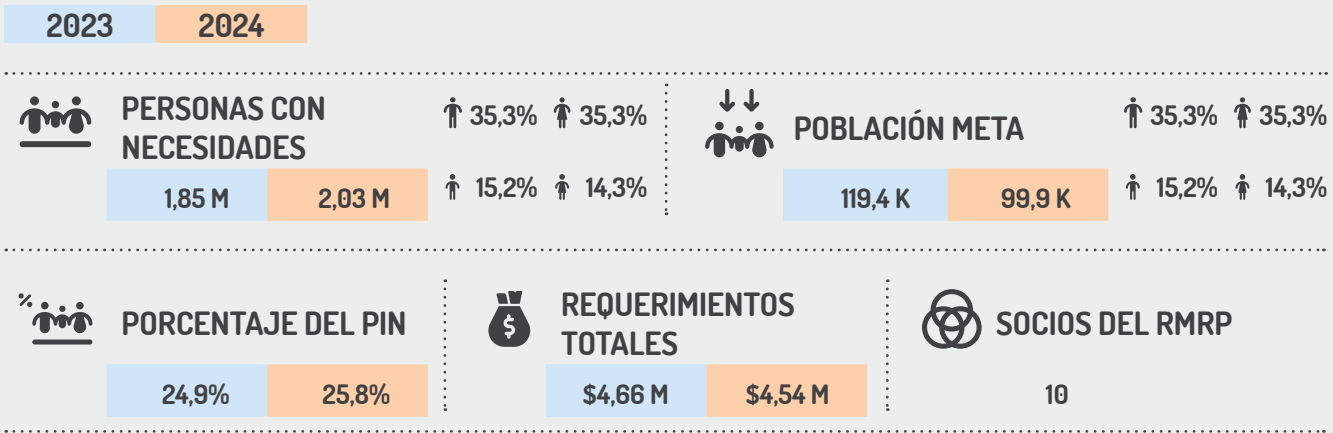 2023 2024
PERSONAS CON
NECESIDADES
35,3% 35,3%
1,85 M 2,03 M
15,2% 14,3%
POBLACIÓN META
35,3% 35,3%
119,4 K 99,9 K
15,2% 14,3%
%
PORCENTAJE DEL PIN
24,9% 25,8%
$
REQUERIMIENTOS
TOTALES
$4,66 M $4,54 M
SOCIOS DEL RMRP
10